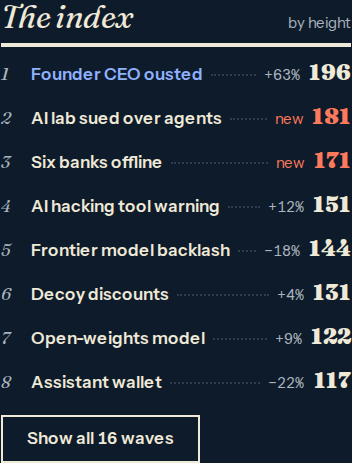 The index by height
1 Founder CEO ousted +63% 196
2 AI lab sued over agents new 181
3 Six banks offline new 171
4 AI hacking tool warning +12% 151
5 Frontier model backlash −18% 144
6 Decoy discounts +4% 131
7 Open-weights model +9% 122
8 Assistant wallet −22% 117
Show all 16 waves